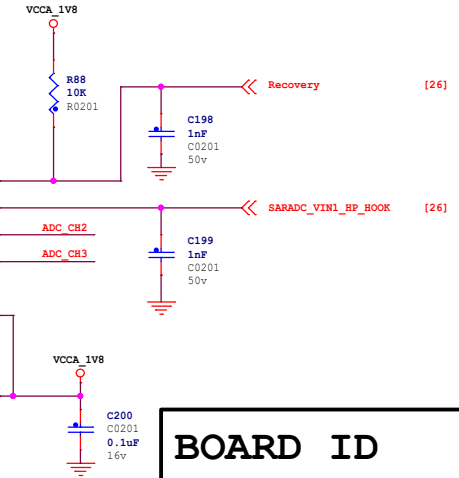 VCCA_1V8
R88
10K
R0201
Recovery [26]
C198
1nF
C0201
50v
SARADC_VIN1_HP_HOOK [26]
ADC_CH2
ADC_CH3
C199
1nF
C0201
50v
VCCA_1V8
C200
C0201
0.1uF
16v
BOARD ID